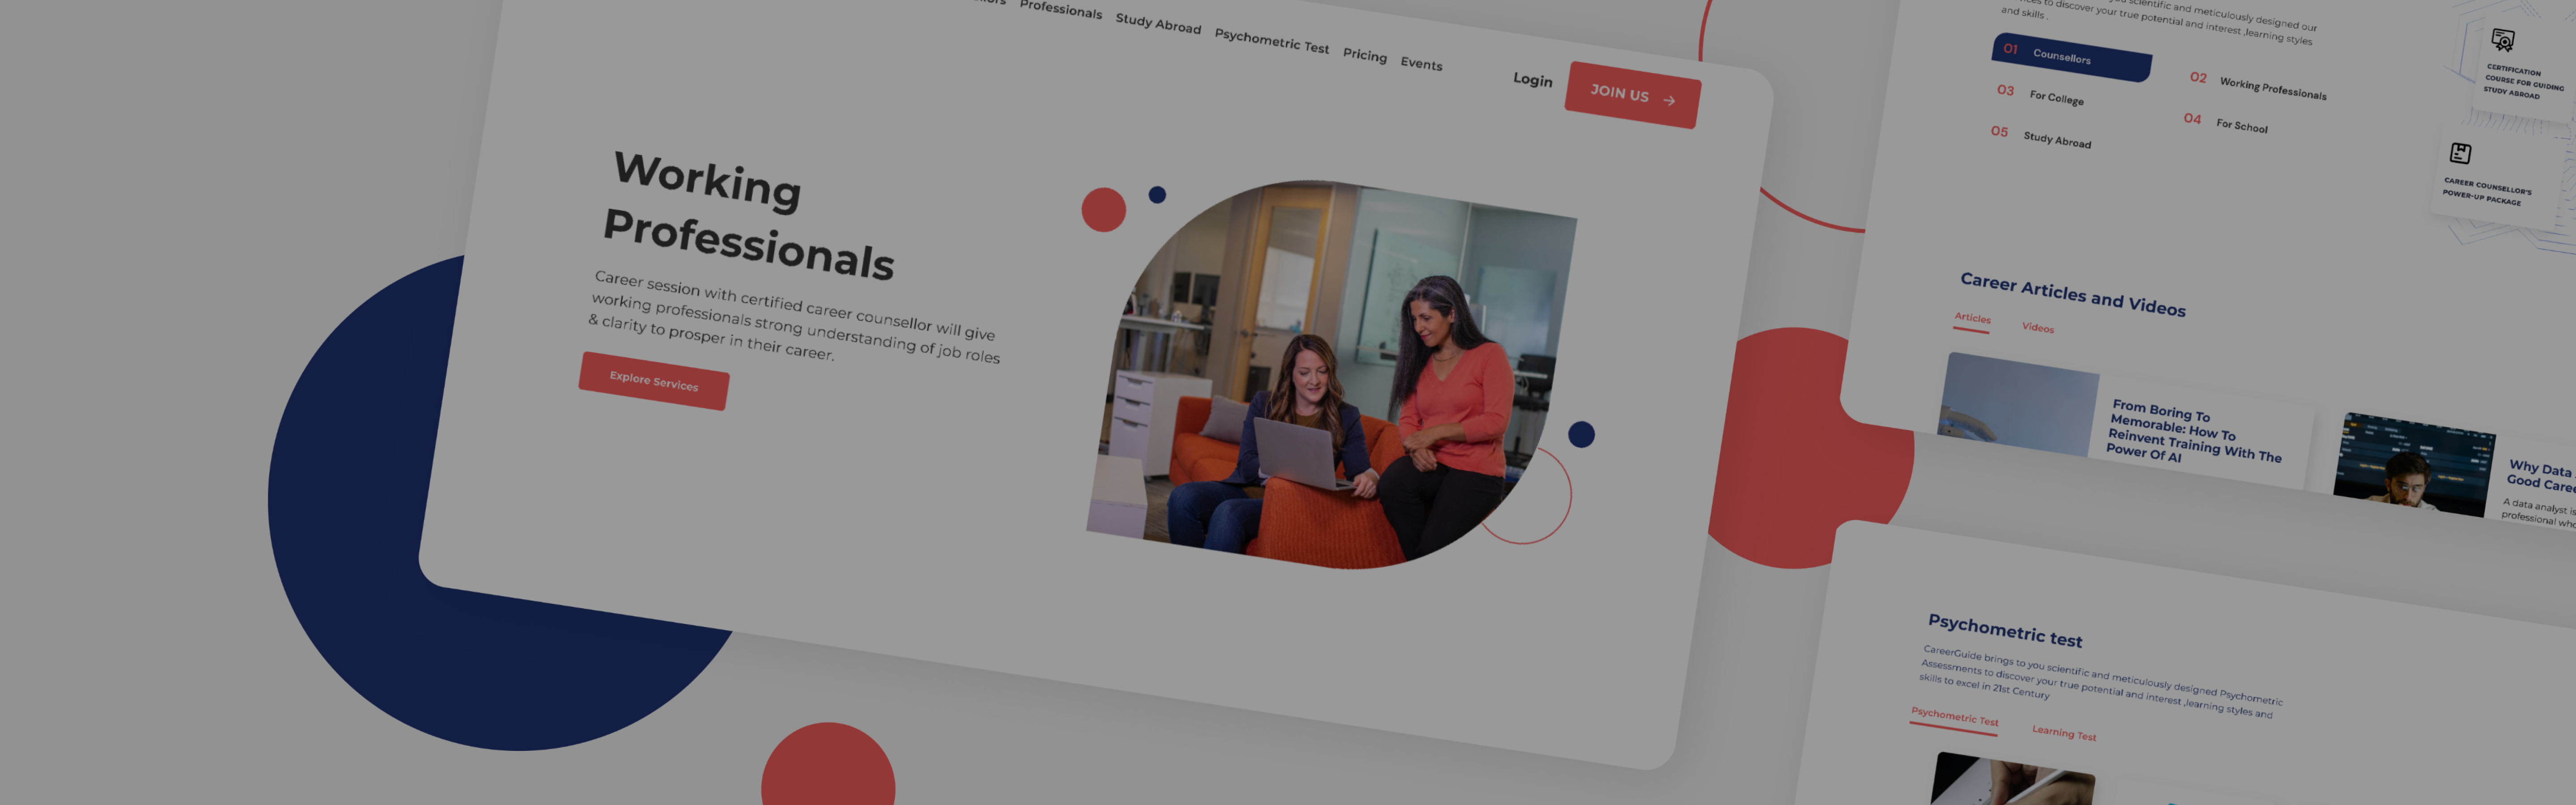 Professionals
Study Abroad
Psychometric Test
Pricing
Events
Login
JOIN US
Working
Professionals
Career session with certified career counsellor will give
working professionals strong understanding of job roles
& clarity to prosper in their career.
Explore Services
scientific and meticulously designed our
to discover your true potential and interest ,learning styles
and skills .
01 Counsellors
02 Working Professionals
03 For College
04 For School
05 Study Abroad
CERTIFICATION
COURSE FOR GUIDING
STUDY ABROAD
CAREER COUNSELLOR'S
POWER-UP PACKAGE
Career Articles and Videos
Articles
Videos
From Boring To
Memorable: How To
Reinvent Training With The
Power Of AI
Why Data
Good
A data analyst is
professional
Psychometric test
CareerGuide brings to you scientific and meticulously designed Psychometric
Assessments to discover your true potential and interest ,learning styles and
skills to excel in 21st Century
Psychometric Test
Learning Test